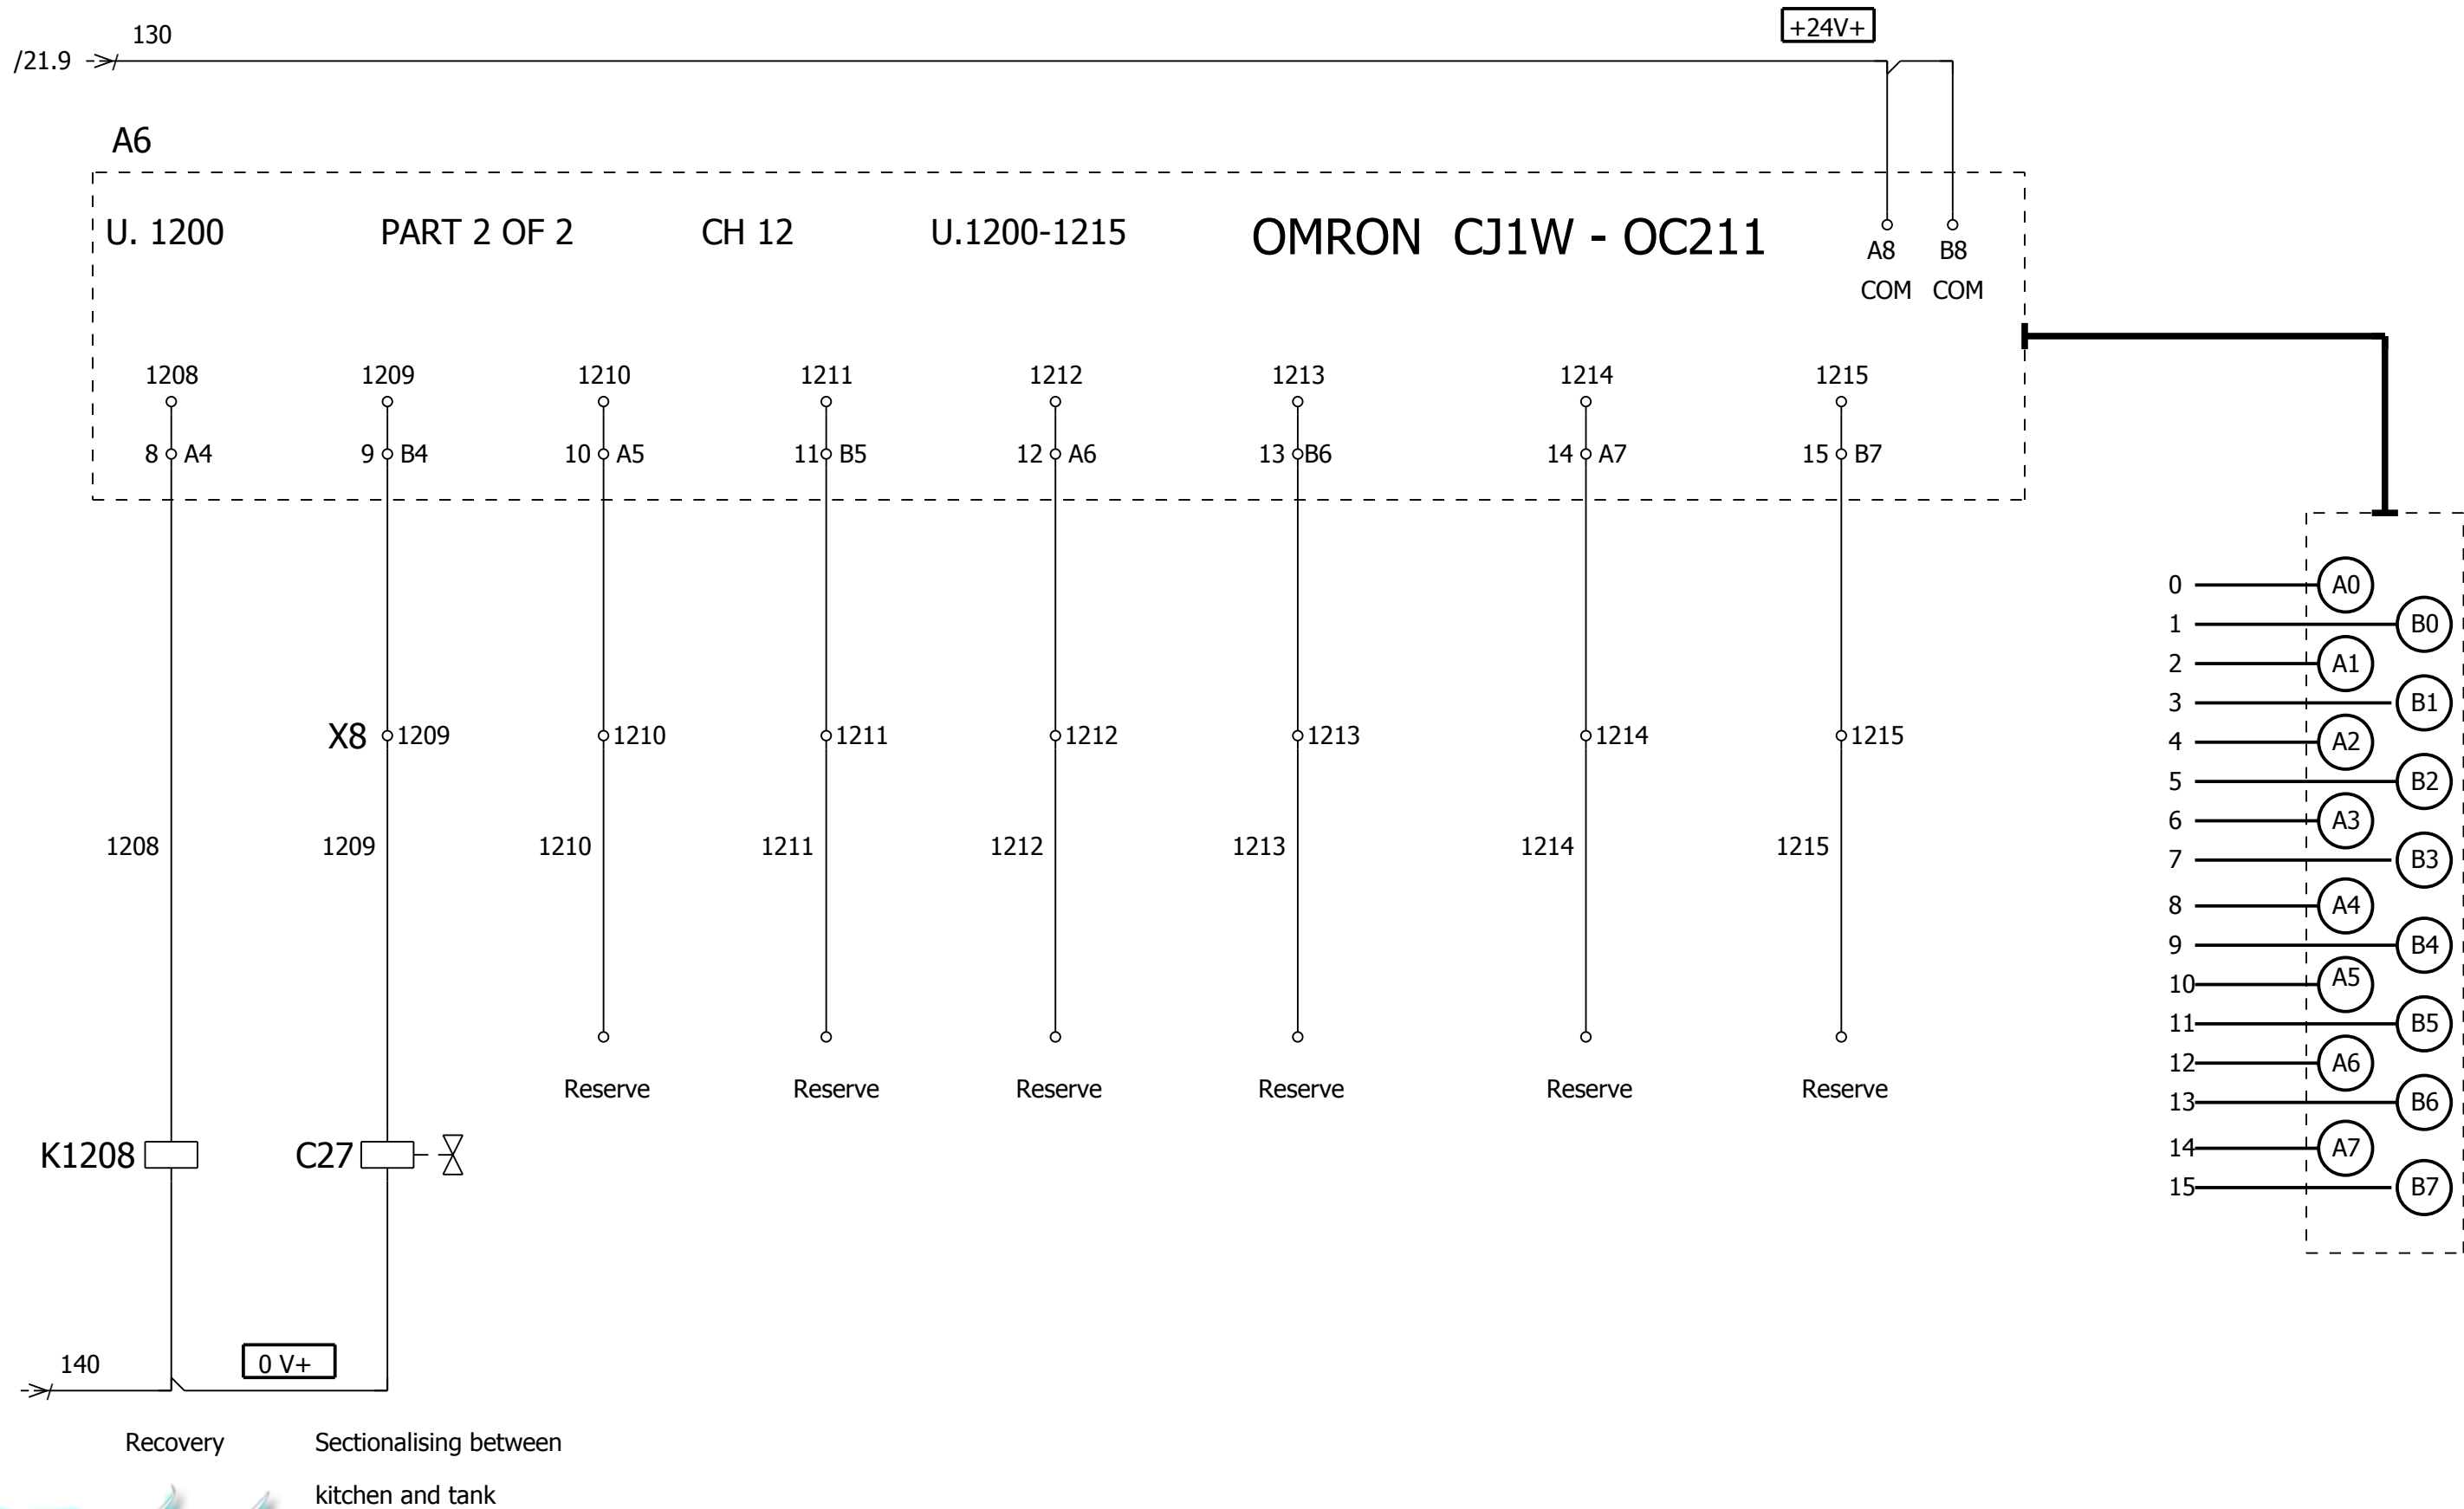 130
+24V+
/21.9
A6
U. 1200 PART 2 OF 2 CH 12 U.1200-1215 OMRON CJ1W - OC211
A8 B8
COM COM
1208 1209 1210 1211 1212 1213 1214 1215
8 A4 9 B4 10 A5 11 B5 12 A6 13 B6 14 A7 15 B7
X8 1209 1210 1211 1212 1213 1214 1215
1208 1209 1210 1211 1212 1213 1214 1215
Reserve Reserve Reserve Reserve Reserve Reserve
K1208 C27
140 0 V+
Recovery Sectionalising between
kitchen and tank
0 A0
1 B0
2 A1
3 B1
4 A2
5 B2
6 A3
7 B3
8 A4
9 B4
10 A5
11 B5
12 A6
13 B6
14 A7
15 B7